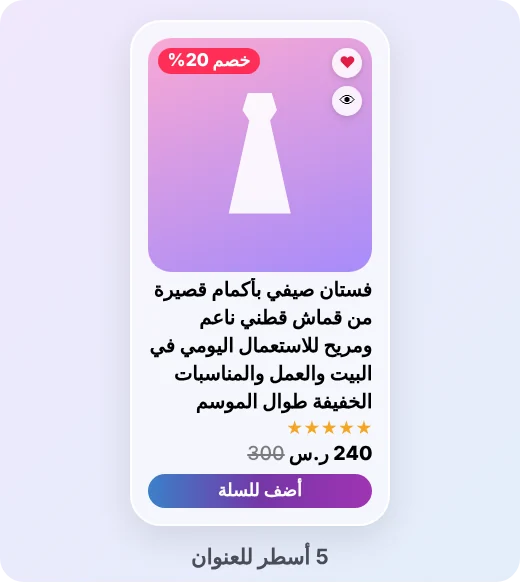 خصم 20%
فستان صيفي بأكمام قصيرة
من قماش قطني ناعم
ومريح للاستعمال اليومي في
البيت والعمل والمناسبات
الخفيفة طوال الموسم
★★★★★
240 ر.س 300
أضف للسلة
5 أسطر للعنوان